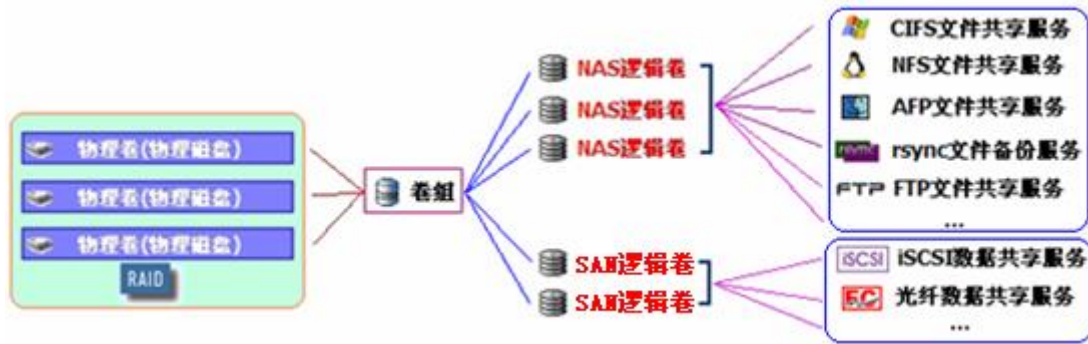 物理卷(物理磁盘)
物理卷(物理磁盘)
物理卷(物理磁盘)
RAID
卷组
NAS逻辑卷
NAS逻辑卷
NAS逻辑卷
SAN逻辑卷
SAN逻辑卷
CIFS文件共享服务
NFS文件共享服务
AFP文件共享服务
rsync rsync文件备份服务
FTP FTP文件共享服务
...
iSCSI iSCSI数据共享服务
FC 光纤数据共享服务
...